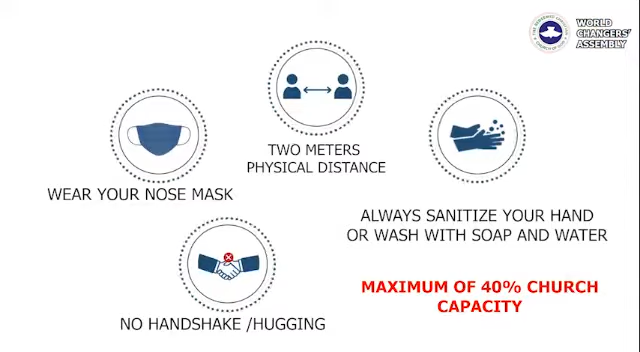 WORLD
CHANGERS'
ASSEMBLY
TWO METERS
PHYSICAL DISTANCE
WEAR YOUR NOSE MASK
ALWAYS SANITIZE YOUR HAND
OR WASH WITH SOAP AND WATER
NO HANDSHAKE /HUGGING
MAXIMUM OF 40% CHURCH
CAPACITY